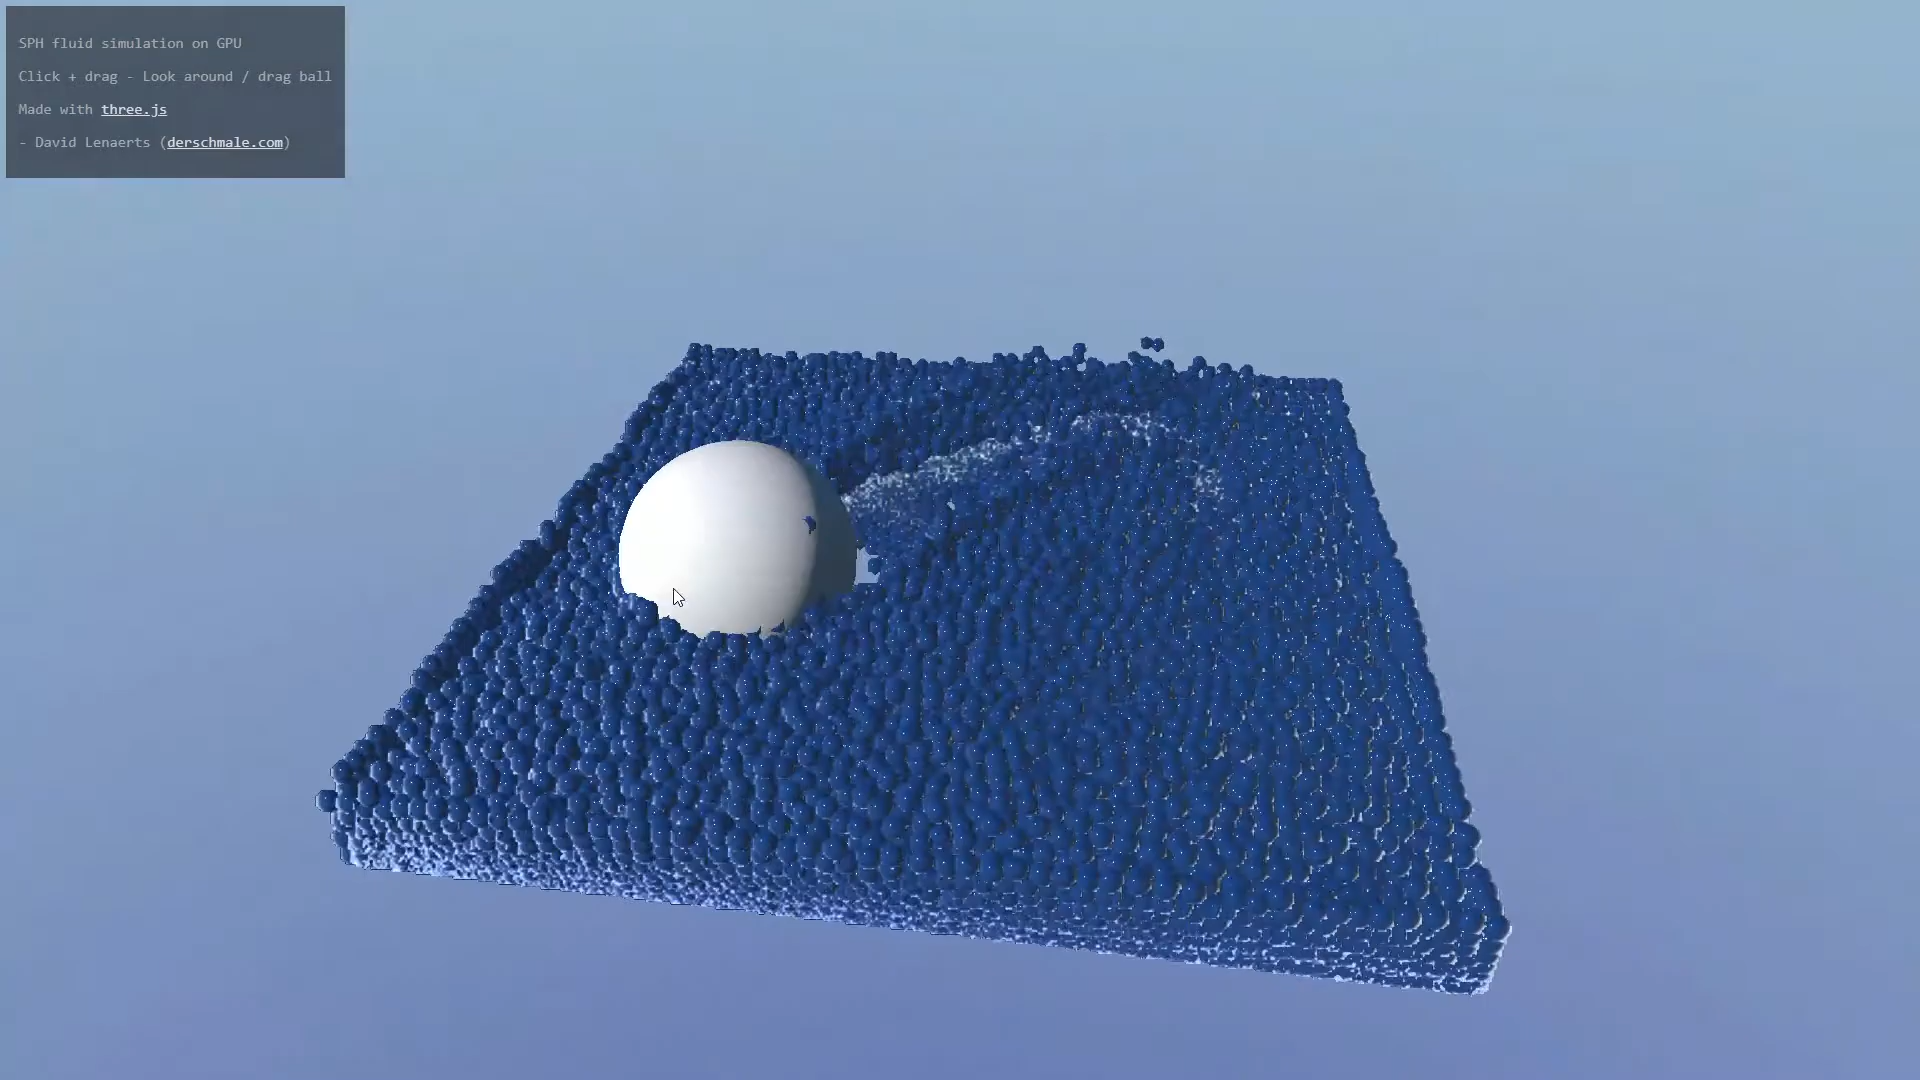 SPH fluid simulation on GPU
Click + drag - Look around / drag ball
Made with three.js
- David Lenaerts (derschmale.com)